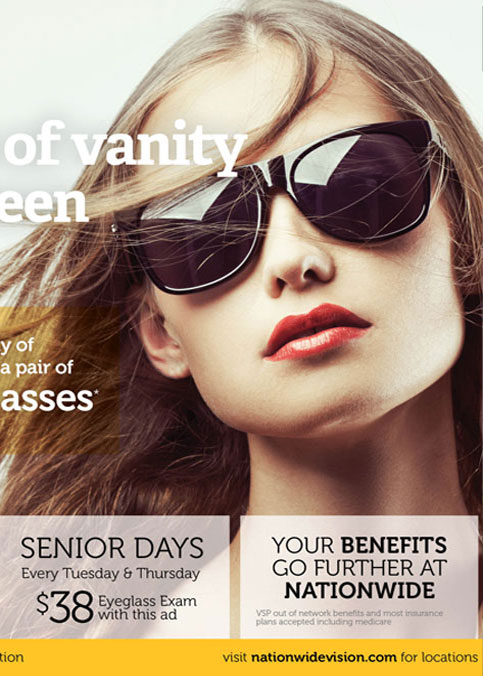 of vanity
een
y of
a pair of
asses*
SENIOR DAYS
Every Tuesday & Thursday
$38 Eyeglass Exam
with this ad
YOUR BENEFITS
GO FURTHER AT
NATIONWIDE
VSP out of network benefits and most insurance
plans accepted including medicare
tion
visit nationwidevision.com for locations